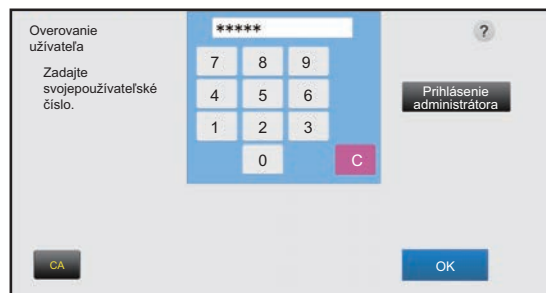 Overovanie
užívateľa
Zadajte
svojepoužívateľské
číslo.
*****
7 8 9
4 5 6
1 2 3
0 C
?
Prihlásenie
administrátora
CA
OK